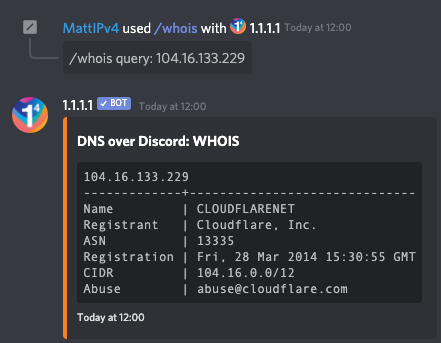 MattIPv4 used /whois with 1.1.1.1 Today at 12:00
/whois query: 104.16.133.229
1.1.1.1 ✓ BOT Today at 12:00
DNS over Discord: WHOIS
104.16.133.229
-------------+------------------------------
Name         | CLOUDFLARENET
Registrant   | Cloudflare, Inc.
ASN          | 13335
Registration | Fri, 28 Mar 2014 15:30:55 GMT
CIDR         | 104.16.0.0/12
Abuse        | abuse@cloudflare.com
Today at 12:00